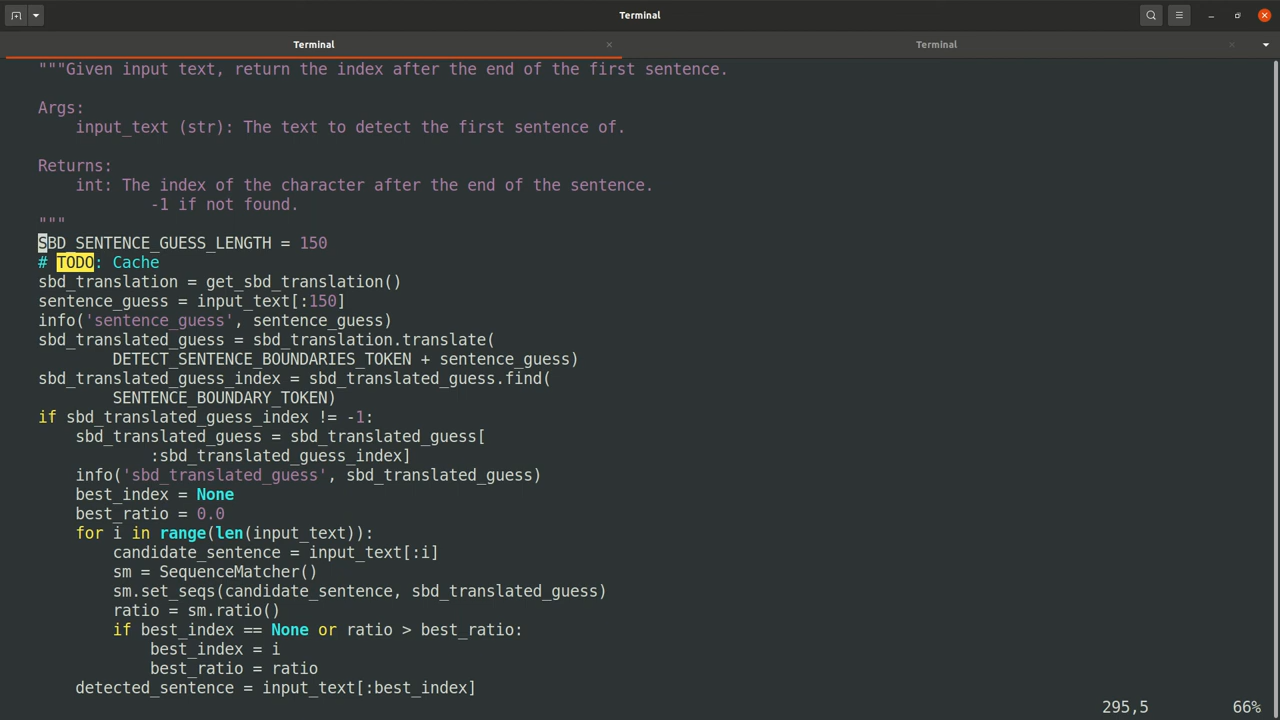 Terminal
Terminal
Terminal
"""Given input text, return the index after the end of the first sentence.
Args:
    input_text (str): The text to detect the first sentence of.
Returns:
    int: The index of the character after the end of the sentence.
            -1 if not found.
"""
SBD_SENTENCE_GUESS_LENGTH = 150
# TODO: Cache
sbd_translation = get_sbd_translation()
sentence_guess = input_text[:150]
info('sentence_guess', sentence_guess)
sbd_translated_guess = sbd_translation.translate(
        DETECT_SENTENCE_BOUNDARIES_TOKEN + sentence_guess)
sbd_translated_guess_index = sbd_translated_guess.find(
        SENTENCE_BOUNDARY_TOKEN)
if sbd_translated_guess_index != -1:
    sbd_translated_guess = sbd_translated_guess[
            :sbd_translated_guess_index]
    info('sbd_translated_guess', sbd_translated_guess)
    best_index = None
    best_ratio = 0.0
    for i in range(len(input_text)):
        candidate_sentence = input_text[:i]
        sm = SequenceMatcher()
        sm.set_seqs(candidate_sentence, sbd_translated_guess)
        ratio = sm.ratio()
        if best_index == None or ratio > best_ratio:
            best_index = i
            best_ratio = ratio
    detected_sentence = input_text[:best_index]
295,5 66%